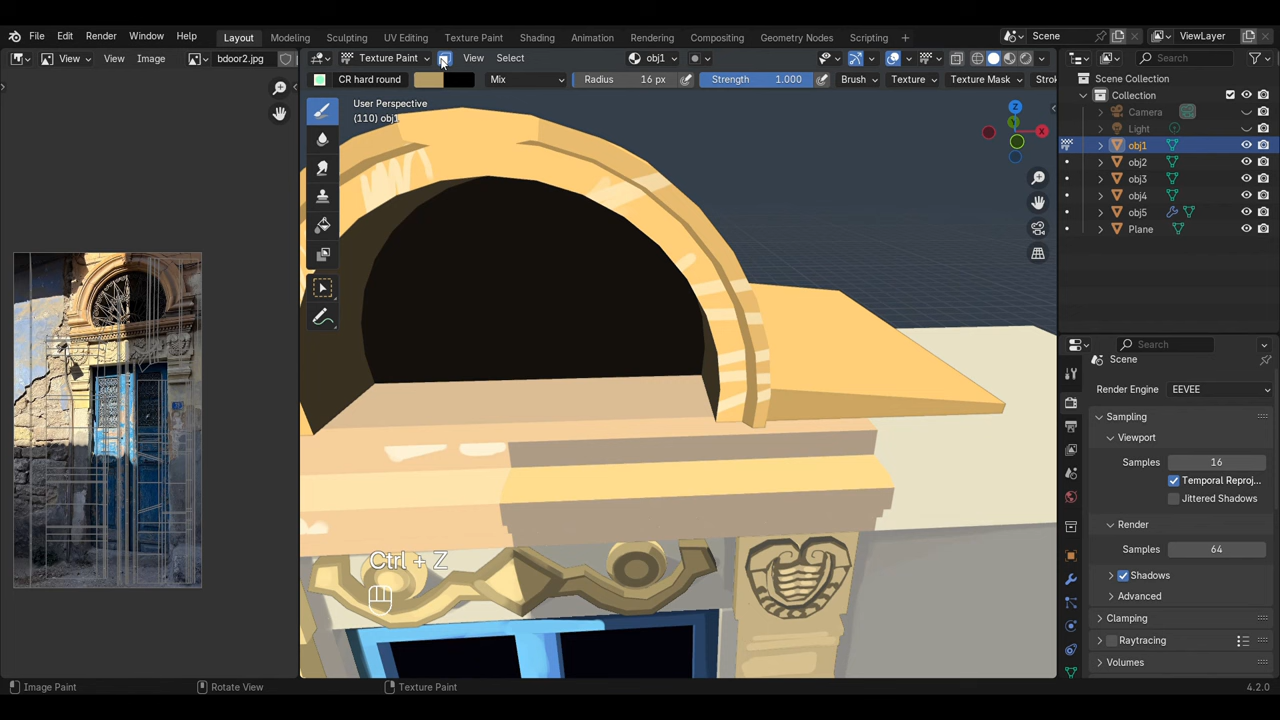 File Edit Render Window Help Layout Modeling Sculpting UV Editing Texture Paint Shading Animation Rendering Compositing Geometry Nodes Scripting Scene ViewLayer
View View Image bdoor2.jpg Texture Paint View Select obj1 Search
CR hard round Mix Radius 16 px Strength 1.000 Brush Texture Texture Mask Strok
Scene Collection
Collection
Camera
Light
obj1
obj2
obj3
obj4
obj5
Plane
User Perspective
(110) obj1
Z
Y
X
Search
Scene
Render Engine EEVEE
Sampling
Viewport
Samples 16
Temporal Reproj...
Jittered Shadows
Render
Samples 64
Shadows
Advanced
Clamping
Raytracing
Volumes
Ctrl + Z
Image Paint Rotate View Texture Paint 4.2.0